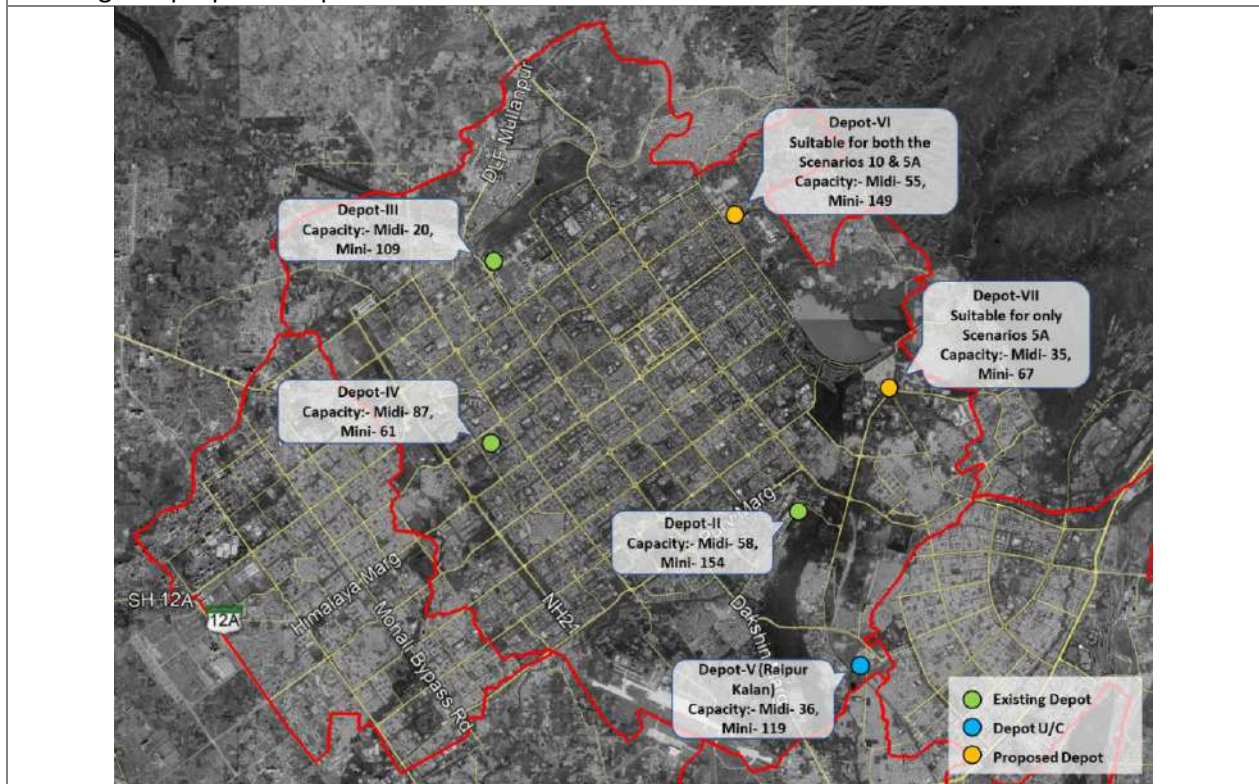 DLF Mullanpur
Depot-VI
Suitable for both the
Scenarios 10 & 5A
Capacity:- Midi- 55,
Mini- 149
Depot-III
Capacity:- Midi- 20,
Mini- 109
Depot-VII
Suitable for only
Scenarios 5A
Capacity:- Midi- 35,
Mini- 67
Depot-IV
Capacity:- Midi- 87,
Mini- 61
Marg
Depot-II
Capacity:- Midi- 58,
Mini- 154
SH 12A
12A
Himalaya Marg
Mohali Bypass Rd
NH21
Depot-V (Raipur
Kalan)
Capacity:- Midi- 36,
Mini- 119
Existing Depot
Depot U/C
Proposed Depot